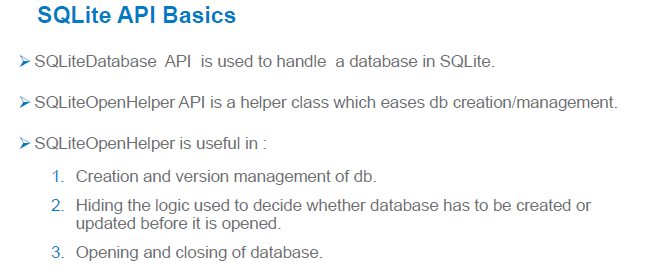 SQLite API Basics
➢ SQLiteDatabase API is used to handle a database in SQLite.
➢ SQLiteOpenHelper API is a helper class which eases db creation/management.
➢ SQLiteOpenHelper is useful in :
1. Creation and version management of db.
2. Hiding the logic used to decide whether database has to be created or
updated before it is opened.
3. Opening and closing of database.